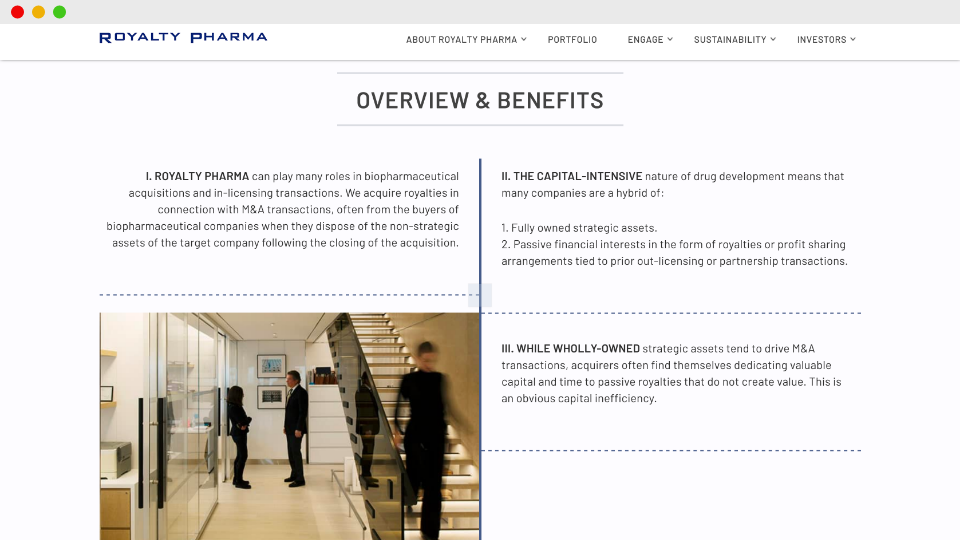 ROYALTY PHARMA
ABOUT ROYALTY PHARMA
PORTFOLIO
ENGAGE
SUSTAINABILITY
INVESTORS
OVERVIEW & BENEFITS
I. ROYALTY PHARMA can play many roles in biopharmaceutical
acquisitions and in-licensing transactions. We acquire royalties in
connection with M&A transactions, often from the buyers of
biopharmaceutical companies when they dispose of the non-strategic
assets of the target company following the closing of the acquisition.
II. THE CAPITAL-INTENSIVE nature of drug development means that
many companies are a hybrid of:
1. Fully owned strategic assets.
2. Passive financial interests in the form of royalties or profit sharing
arrangements tied to prior out-licensing or partnership transactions.
III. WHILE WHOLLY-OWNED strategic assets tend to drive M&A
transactions, acquirers often find themselves dedicating valuable
capital and time to passive royalties that do not create value. This is
an obvious capital inefficiency.